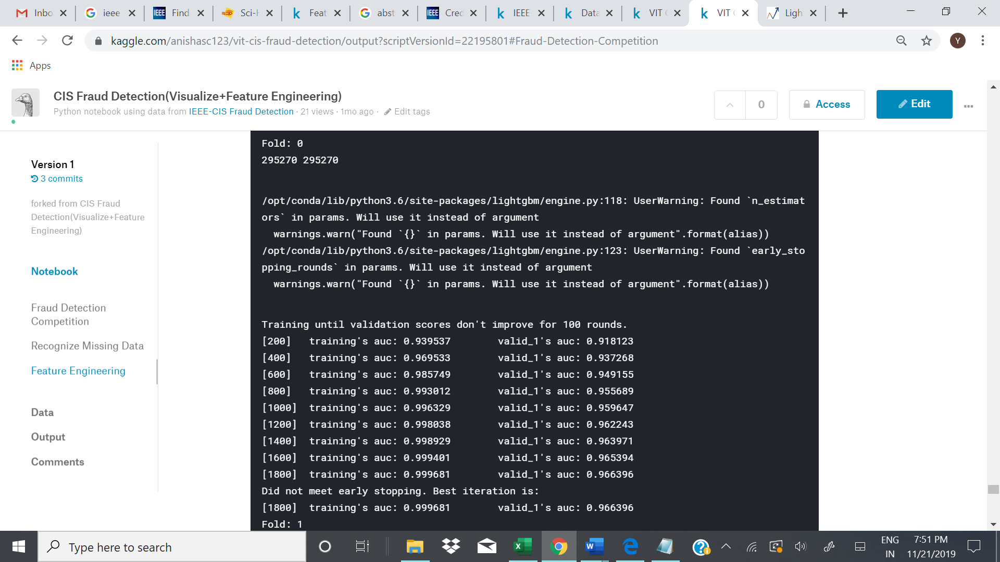 Inbo
ieee
Find
Sci-H
Feat
abst
Cred
IEEE
Data
VIT C
VIT C
Ligh
kaggle.com/anishasc123/vit-cis-fraud-detection/output?scriptVersionId=22195801#Fraud-Detection-Competition
Y
Apps
CIS Fraud Detection(Visualize+Feature Engineering)
Python notebook using data from IEEE-CIS Fraud Detection · 21 views · 1mo ago · Edit tags
0
Access
Edit
Version 1
3 commits
forked from CIS Fraud
Detection(Visualize+Feature
Engineering)
Notebook
Fraud Detection
Competition
Recognize Missing Data
Feature Engineering
Data
Output
Comments
Fold: 0
295270 295270
/opt/conda/lib/python3.6/site-packages/lightgbm/engine.py:118: UserWarning: Found `n_estimat
ors` in params. Will use it instead of argument
  warnings.warn("Found `{}` in params. Will use it instead of argument".format(alias))
/opt/conda/lib/python3.6/site-packages/lightgbm/engine.py:123: UserWarning: Found `early_sto
pping_rounds` in params. Will use it instead of argument
  warnings.warn("Found `{}` in params. Will use it instead of argument".format(alias))
Training until validation scores don't improve for 100 rounds.
[200]   training's auc: 0.939537        valid_1's auc: 0.918123
[400]   training's auc: 0.969533        valid_1's auc: 0.937268
[600]   training's auc: 0.985749        valid_1's auc: 0.949155
[800]   training's auc: 0.993012        valid_1's auc: 0.955689
[1000]  training's auc: 0.996329        valid_1's auc: 0.959647
[1200]  training's auc: 0.998038        valid_1's auc: 0.962243
[1400]  training's auc: 0.998929        valid_1's auc: 0.963971
[1600]  training's auc: 0.999401        valid_1's auc: 0.965394
[1800]  training's auc: 0.999681        valid_1's auc: 0.966396
Did not meet early stopping. Best iteration is:
[1800]  training's auc: 0.999681        valid_1's auc: 0.966396
Fold: 1
Type here to search
ENG
IN
7:51 PM
11/21/2019